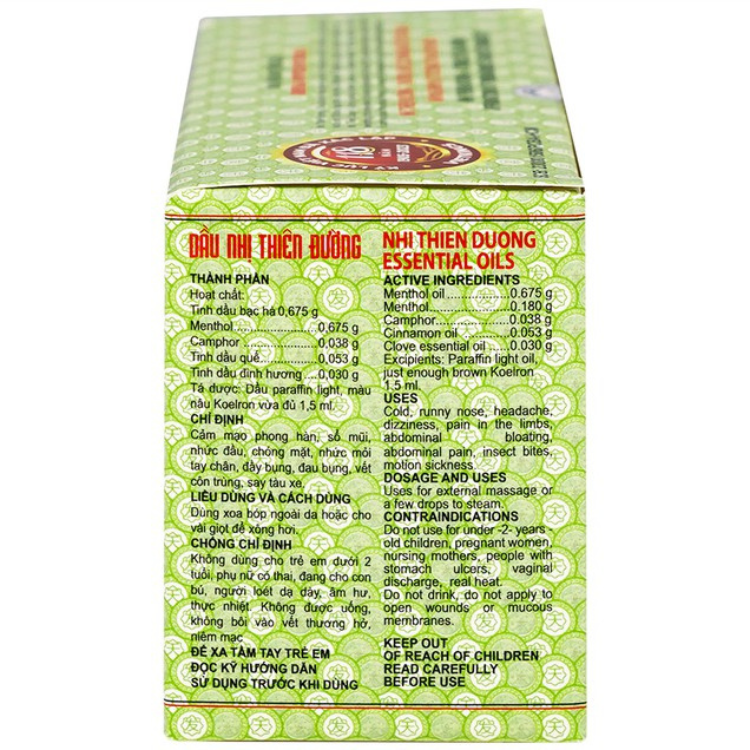 DẦU NHỊ THIÊN ĐƯỜNG
THÀNH PHẦN
Hoạt chất:
Tinh dầu bạc hà 0,675 g
Menthol.....................0,675 g
Camphor...................0,038 g
Tinh dầu quế.............0,053 g
Tinh dầu đinh hương ....0,030 g
Tá dược: Dầu paraffin light, màu
nâu Koelron vừa đủ 1,5 ml.
CHỈ ĐỊNH
Cảm mạo phong hàn, sổ mũi,
nhức đầu, chóng mặt, nhức mỏi
tay chân, đầy bụng, đau bụng, vết
côn trùng, say tàu xe.
LIỀU DÙNG VÀ CÁCH DÙNG
Dùng xoa bóp ngoài da hoặc cho
vài giọt để xông hơi.
CHỐNG CHỈ ĐỊNH
Không dùng cho trẻ em dưới 2
tuổi, phụ nữ có thai, đang cho con
bú, người loét dạ dày, âm hư,
thực nhiệt. Không được uống,
không bôi vào vết thương hở,
niêm mạc
ĐỂ XA TẦM TAY TRẺ EM
ĐỌC KỸ HƯỚNG DẪN
SỬ DỤNG TRƯỚC KHI DÙNG
NHI THIEN DUONG
ESSENTIAL OILS
ACTIVE INGREDIENTS
Menthol oil ..............0.675 g
Menthol..................0.180 g
Camphor................0.038 g
Cinnamon oil ..........0.053 g
Clove essential oil .....0.030 g
Excipients: Paraffin light oil,
just enough brown Koelron
1.5 ml.
USES
Cold, runny nose, headache,
dizziness, pain in the limbs,
abdominal bloating,
abdominal pain, insect bites,
motion sickness.
DOSAGE AND USES
Uses for external massage or
a few drops to steam.
CONTRAINDICATIONS
Do not use for under -2- years -
old children, pregnant women,
nursing mothers, people with
stomach ulcers, vaginal
discharge, real heat.
Do not drink, do not apply to
open wounds or mucous
membranes.
KEEP OUT
OF REACH OF CHILDREN
READ CAREFULLY
BEFORE USE